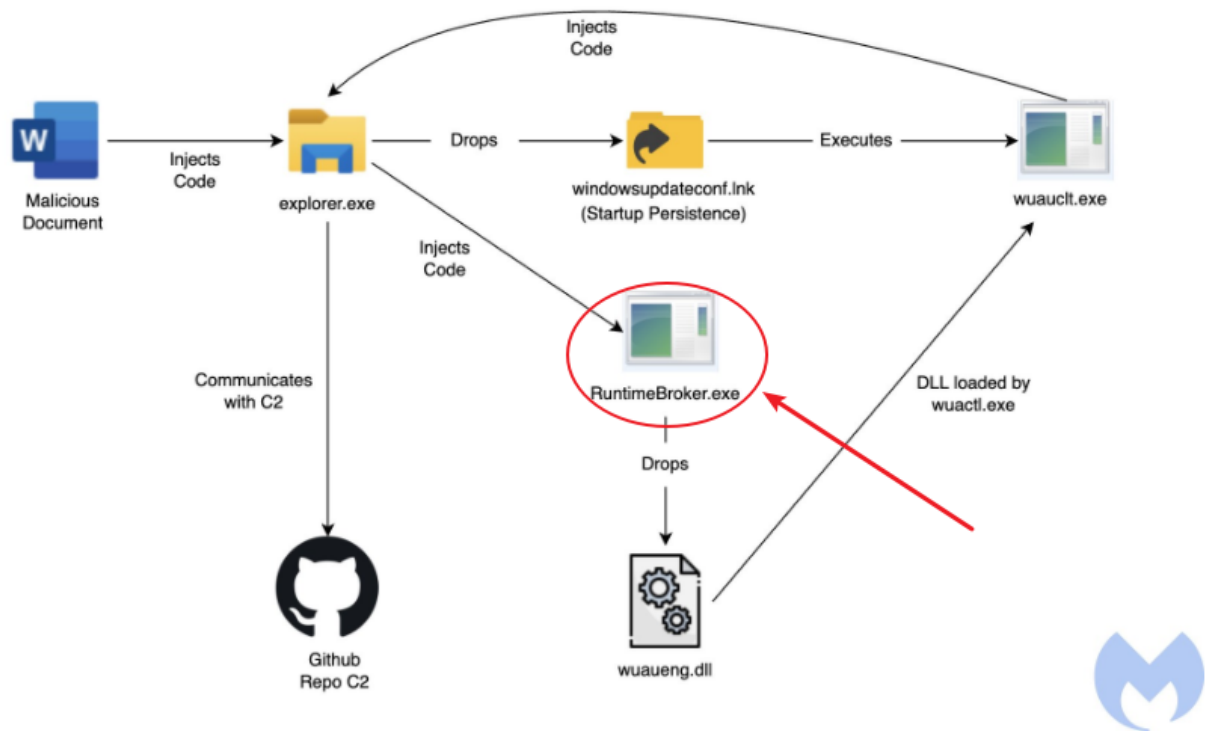 Injects
Code
W
Malicious
Document
Injects
Code
explorer.exe
Drops
windowsupdateconf.lnk
(Startup Persistence)
Executes
wuauclt.exe
Injects
Code
RuntimeBroker.exe
Communicates
with C2
DLL loaded by
wuactl.exe
Drops
Github
Repo C2
wuaueng.dll